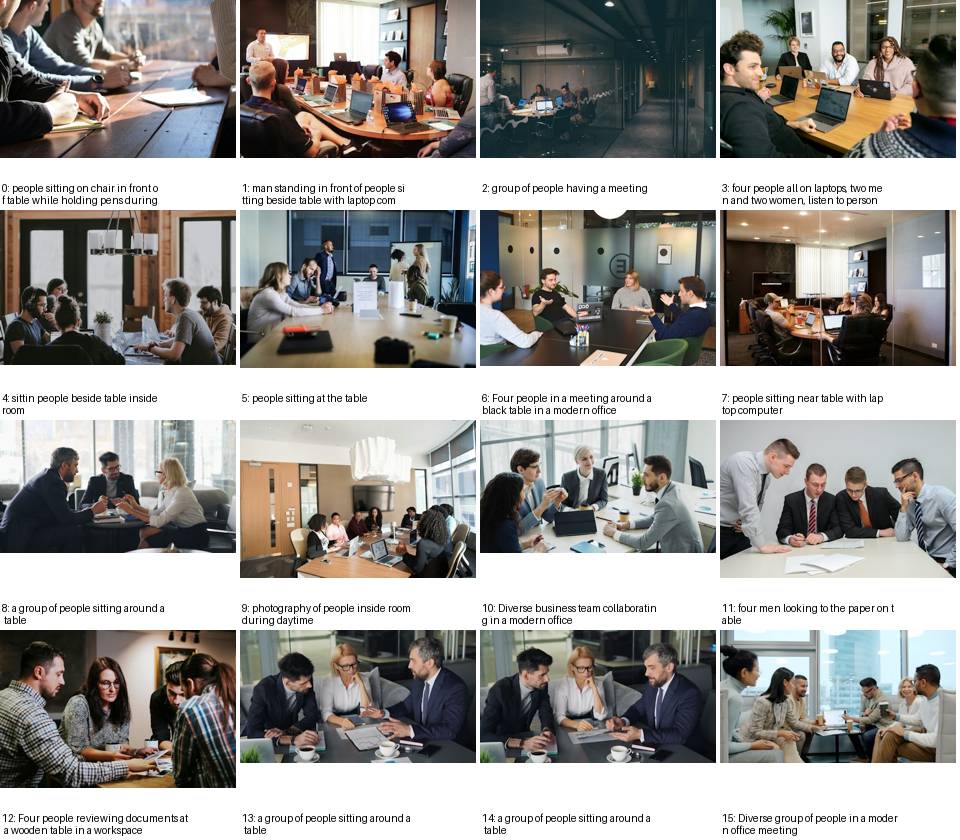 0: people sitting on chair in front o
f table while holding pens during
1: man standing in front of people si
tting beside table with laptop com
2: group of people having a meeting
3: four people all on laptops, two me
n and two women, listen to person
4: sittin people beside table inside
room
5: people sitting at the table
6: Four people in a meeting around a
black table in a modern office
7: people sitting near table with lap
top computer
8: a group of people sitting around a
table
9: photography of people inside room
during daytime
10: Diverse business team collaboratin
g in a modern office
11: four men looking to the paper on t
able
12: Four people reviewing documents at
a wooden table in a workspace
13: a group of people sitting around a
table
14: a group of people sitting around a
table
15: Diverse group of people in a moder
n office meeting